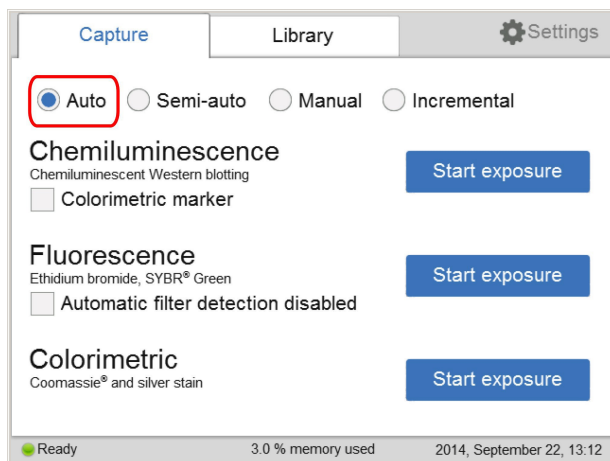 Capture
Library
Settings
Auto
Semi-auto
Manual
Incremental
Chemiluminescence
Chemiluminescent Western blotting
Colorimetric marker
Start exposure
Fluorescence
Ethidium bromide, SYBR® Green
Automatic filter detection disabled
Start exposure
Colorimetric
Coomassie® and silver stain
Start exposure
Ready
3.0 % memory used
2014, September 22, 13:12